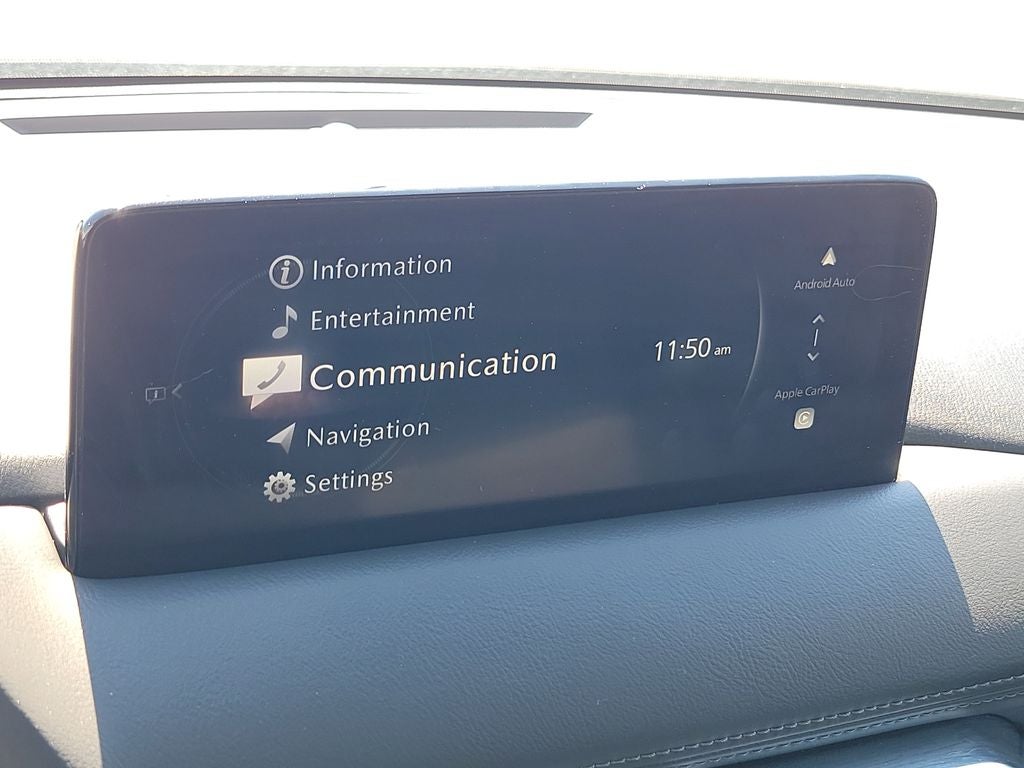 Information
Entertainment
Communication
Navigation
Settings
11:50 am
Android Auto
Apple CarPlay